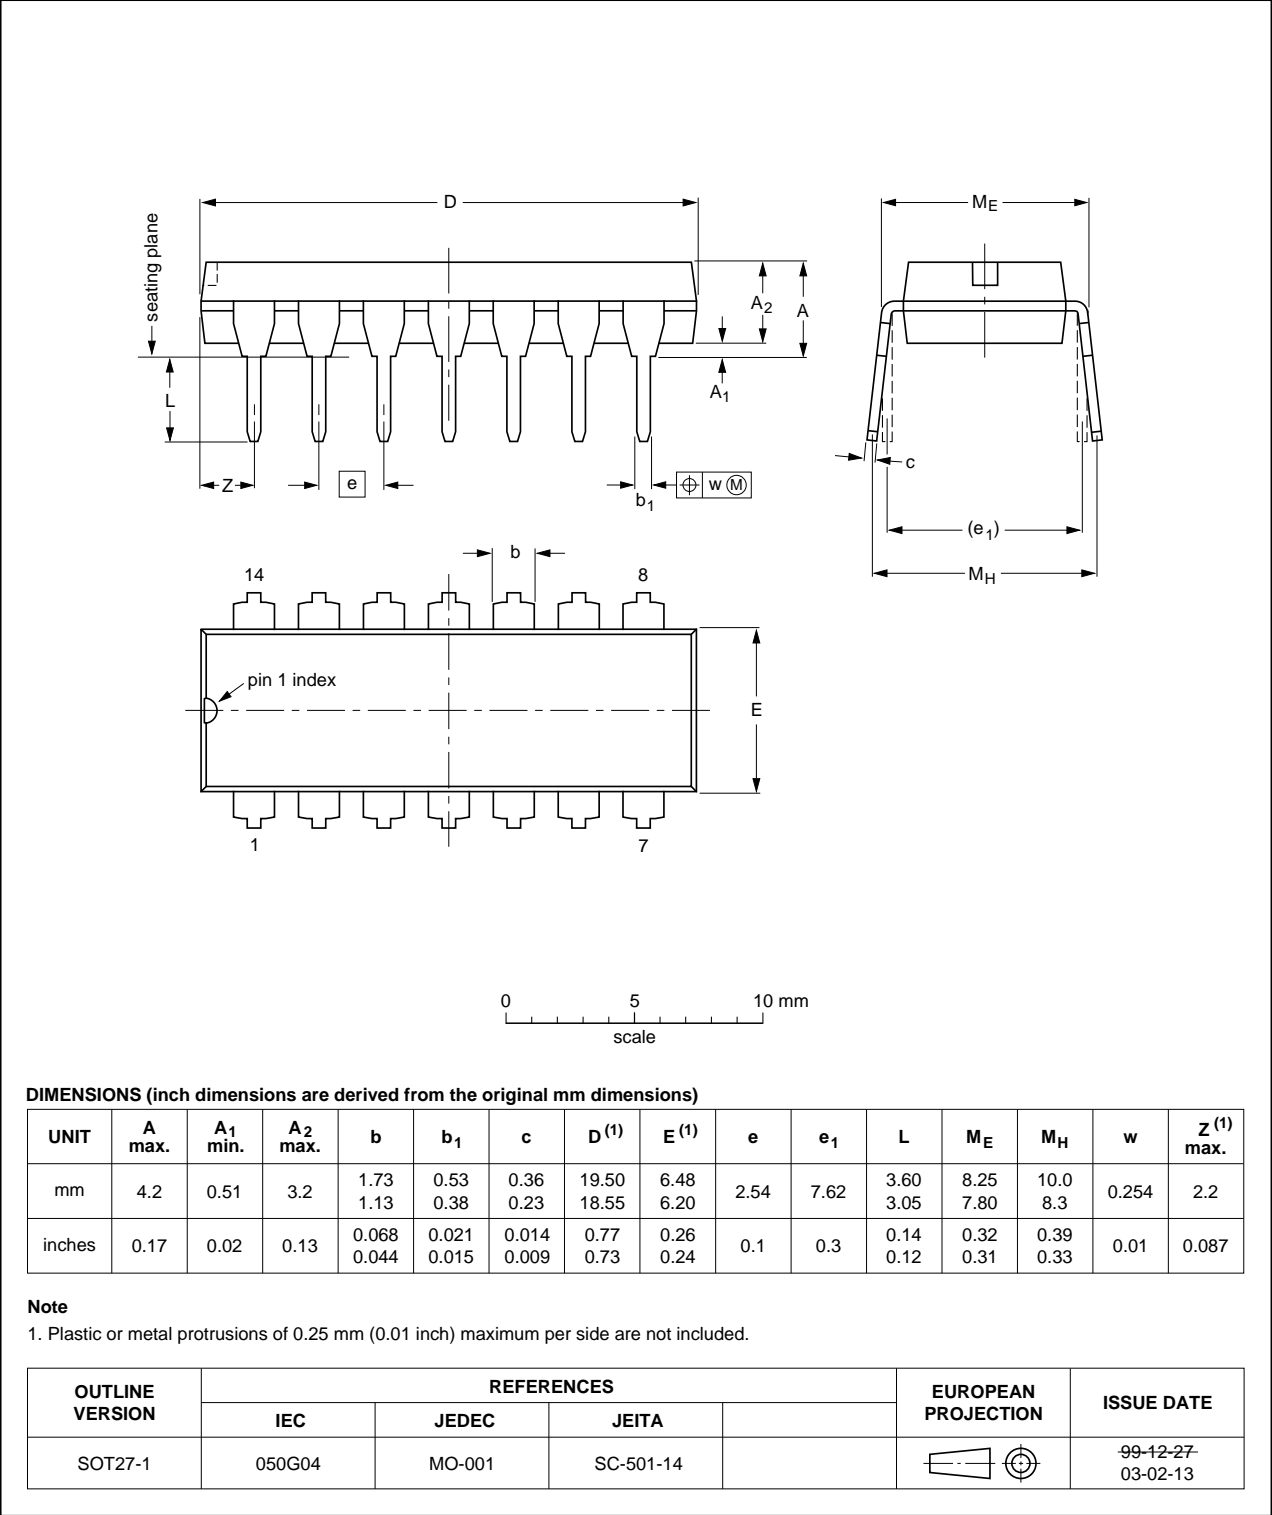 D
ME
seating plane
A2
A
A1
L
Z
e
b1
w M
c
(e1)
MH
b
14
8
pin 1 index
E
1
7
0 5 10 mm
scale
DIMENSIONS (inch dimensions are derived from the original mm dimensions)
UNIT A max. A1 min. A2 max. b b1 c D(1) E(1) e e1 L ME MH w Z(1) max.
mm 4.2 0.51 3.2 1.73 1.13 0.53 0.38 0.36 0.23 19.50 18.55 6.48 6.20 2.54 7.62 3.60 3.05 8.25 7.80 10.0 8.3 0.254 2.2
inches 0.17 0.02 0.13 0.068 0.044 0.021 0.015 0.014 0.009 0.77 0.73 0.26 0.24 0.1 0.3 0.14 0.12 0.32 0.31 0.39 0.33 0.01 0.087
Note
1. Plastic or metal protrusions of 0.25 mm (0.01 inch) maximum per side are not included.
OUTLINE VERSION REFERENCES EUROPEAN PROJECTION ISSUE DATE
IEC JEDEC JEITA
SOT27-1 050G04 MO-001 SC-501-14 99-12-27
03-02-13